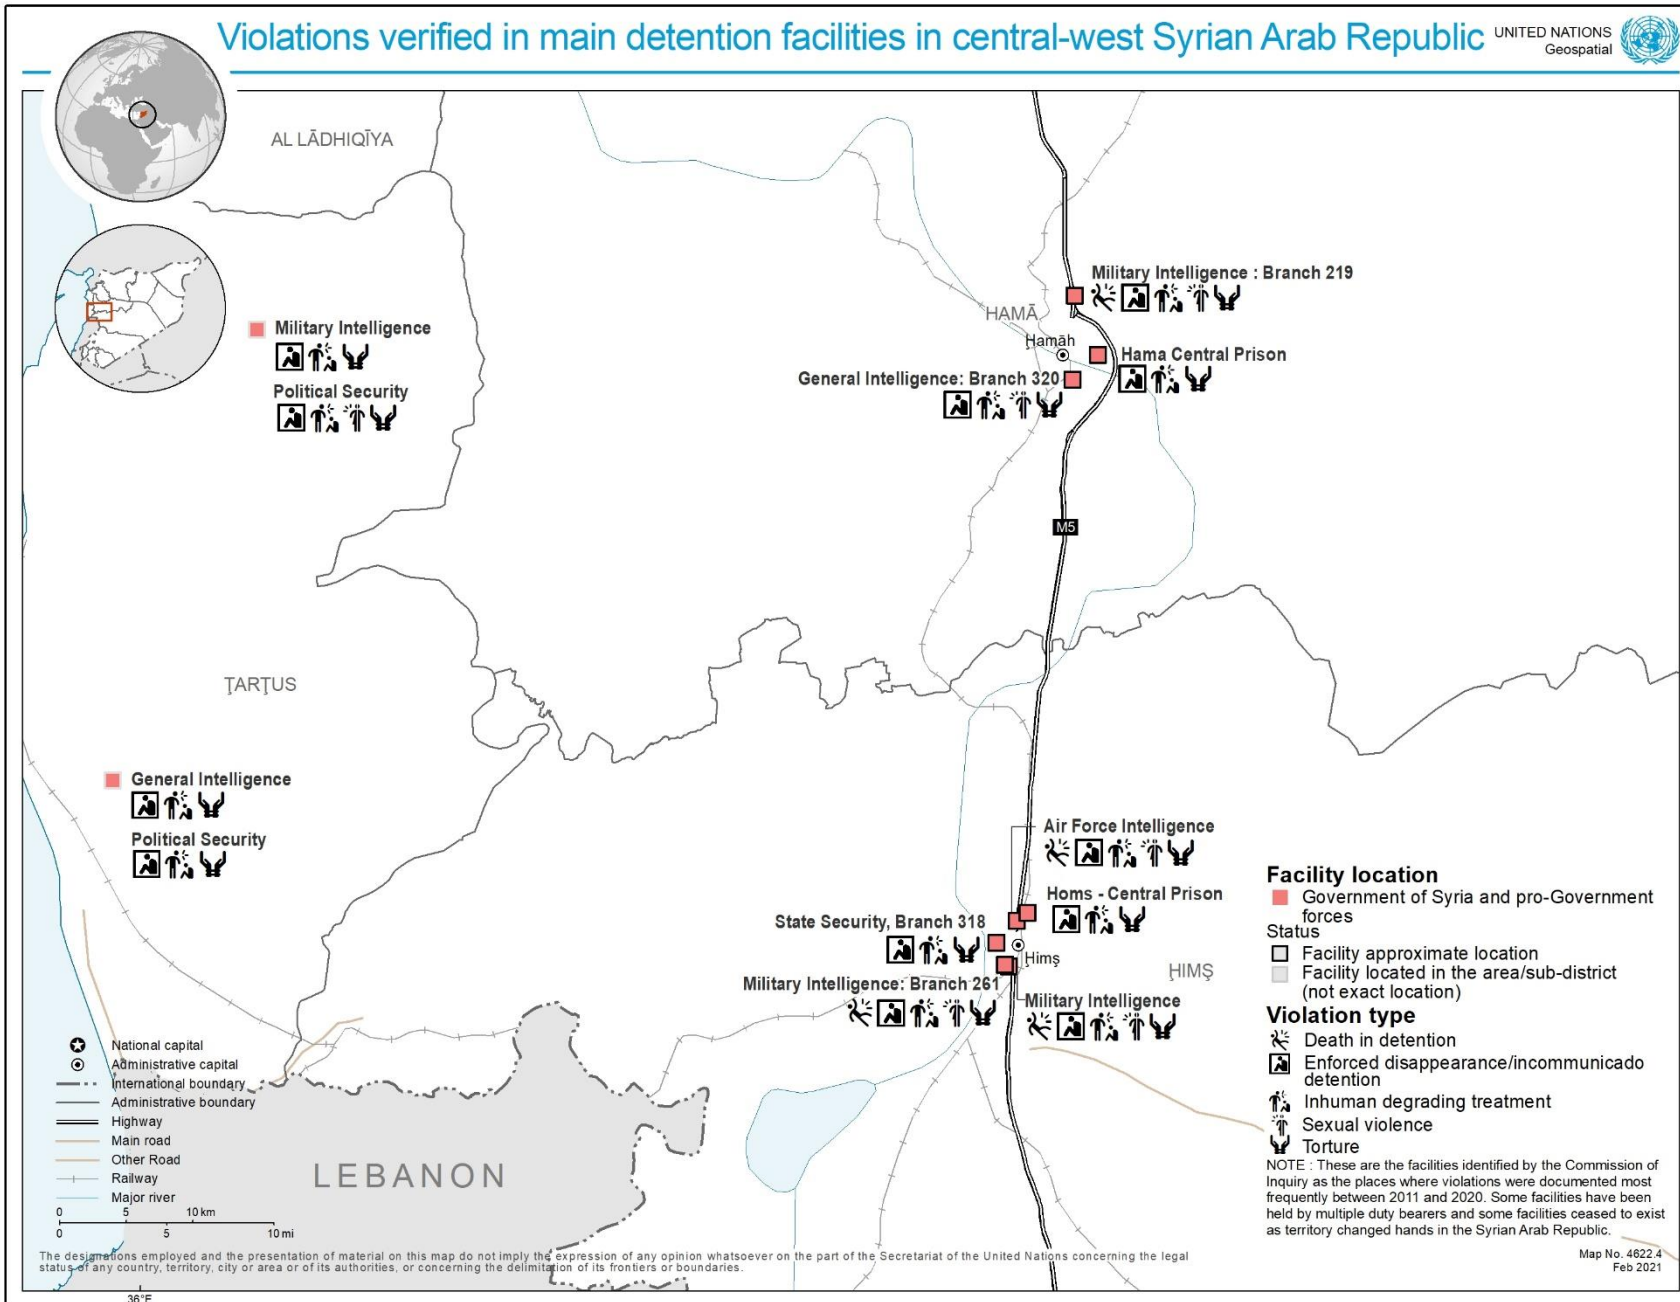 Violations verified in main detention facilities in central-west Syrian Arab Republic
UNITED NATIONS
Geospatial
AL LĀDHIQĪYA
Military Intelligence
Political Security
Military Intelligence : Branch 219
HAMĀ
Ḩamāh
Hama Central Prison
General Intelligence: Branch 320
M5
ŢARŢUS
General Intelligence
Political Security
Air Force Intelligence
Homs - Central Prison
State Security, Branch 318
Ḩimş
ḨIMŞ
Military Intelligence: Branch 261
Military Intelligence
LEBANON
Facility location
Government of Syria and pro-Government
forces
Status
Facility approximate location
Facility located in the area/sub-district
(not exact location)
Violation type
Death in detention
Enforced disappearance/incommunicado
detention
Inhuman degrading treatment
Sexual violence
Torture
NOTE : These are the facilities identified by the Commission of
Inquiry as the places where violations were documented most
frequently between 2011 and 2020. Some facilities have been
held by multiple duty bearers and some facilities ceased to exist
as territory changed hands in the Syrian Arab Republic.
National capital
Administrative capital
International boundary
Administrative boundary
Highway
Main road
Other Road
Railway
Major river
0 5 10 km
0 5 10 mi
The designations employed and the presentation of material on this map do not imply the expression of any opinion whatsoever on the part of the Secretariat of the United Nations concerning the legal
status of any country, territory, city or area or of its authorities, or concerning the delimitation of its frontiers or boundaries.
Map No. 4622.4
Feb 2021
36°E